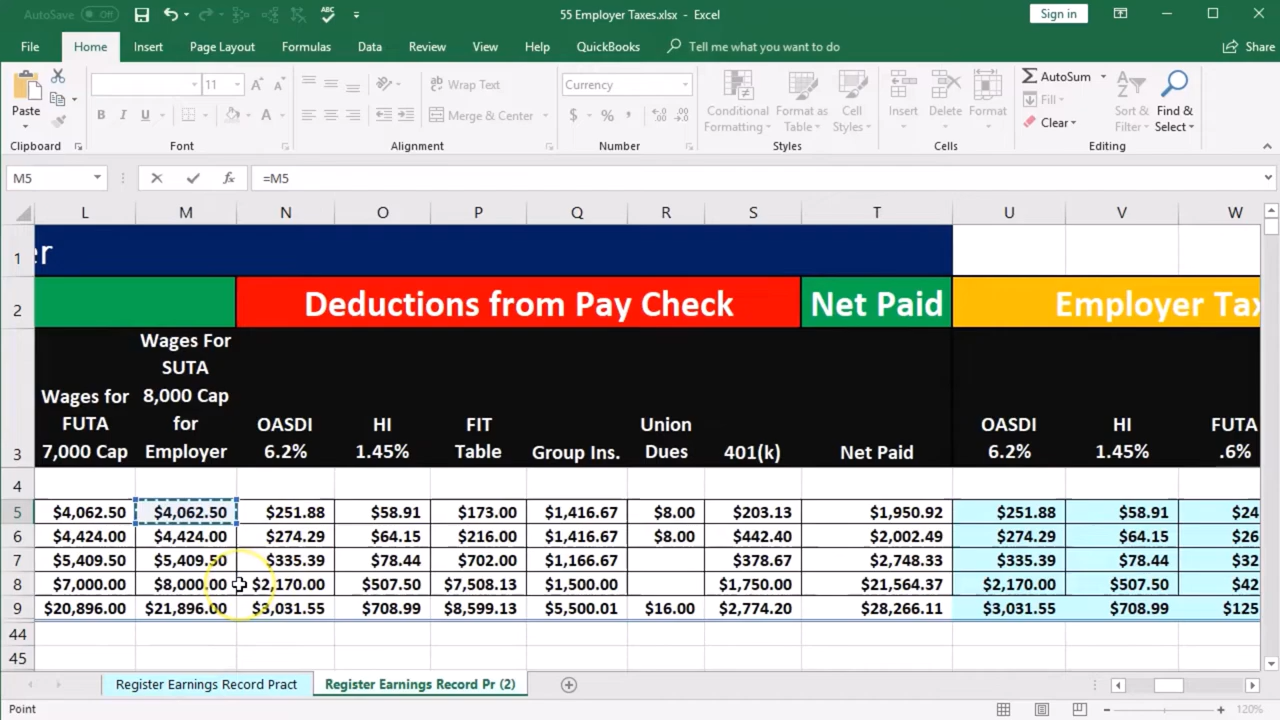 AutoSave Off ABC 55 Employer Taxes.xlsx - Excel Sign in
File Home Insert Page Layout Formulas Data Review View Help QuickBooks Tell me what you want to do Share
Paste 11 A A ab Wrap Text Currency Conditional Formatting Format as Table Cell Styles Insert Delete Format AutoSum Sort & Filter Find & Select
B I U A Merge & Center $ % , Fill
Clear
Clipboard Font Alignment Number Styles Cells Editing
M5 fx =M5
L M N O P Q R S T U V W
1 er
2 Deductions from Pay Check Net Paid Employer Tax
3 Wages for FUTA 7,000 Cap Wages For SUTA 8,000 Cap for Employer OASDI 6.2% HI 1.45% FIT Table Group Ins. Union Dues 401(k) Net Paid OASDI 6.2% HI 1.45% FUTA .6%
4
5 $4,062.50 $4,062.50 $251.88 $58.91 $173.00 $1,416.67 $8.00 $203.13 $1,950.92 $251.88 $58.91 $24
6 $4,424.00 $4,424.00 $274.29 $64.15 $216.00 $1,416.67 $8.00 $442.40 $2,002.49 $274.29 $64.15 $26
7 $5,409.50 $5,409.50 $335.39 $78.44 $702.00 $1,166.67 $378.67 $2,748.33 $335.39 $78.44 $32
8 $7,000.00 $8,000.00 $2,170.00 $507.50 $7,508.13 $1,500.00 $1,750.00 $21,564.37 $2,170.00 $507.50 $42
9 $20,896.00 $21,896.00 $3,031.55 $708.99 $8,599.13 $5,500.01 $16.00 $2,774.20 $28,266.11 $3,031.55 $708.99 $125
44
45
Register Earnings Record Pract Register Earnings Record Pr (2)
Point 120%